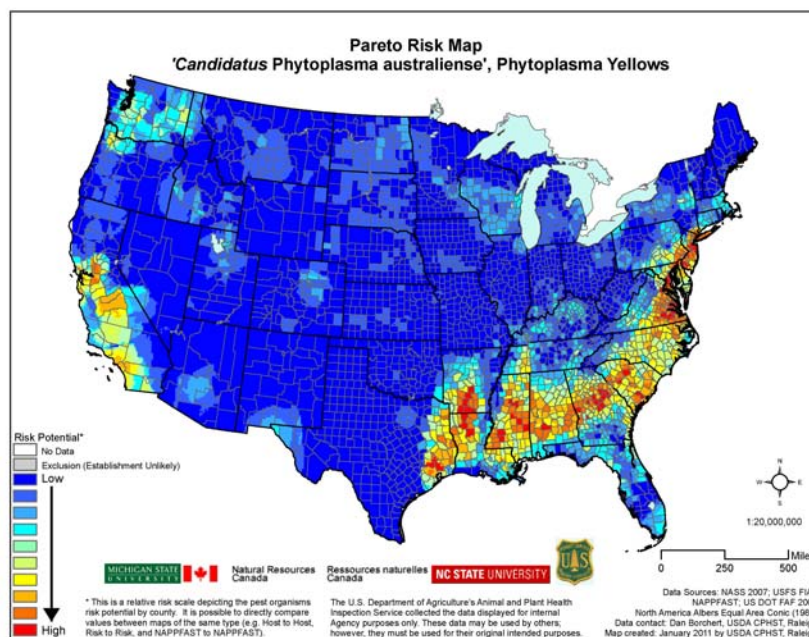 Pareto Risk Map
'Candidatus Phytoplasma australiense', Phytoplasma Yellows
Risk Potential*
No Data
Exclusion (Establishment Unlikely)
Low
High
N
W E
S
1:20,000,000
Miles
0 250 500
MICHIGAN STATE
UNIVERSITY
Natural Resources
Canada
Ressources naturelles
Canada
NC STATE UNIVERSITY
U S
* This is a relative risk scale depicting the pest organisms
risk potential by county. It is possible to directly compare
values between maps of the same type (e.g. Host to Host,
Risk to Risk, and NAPPFAST to NAPPFAST).
The U.S. Department of Agriculture's Animal and Plant Health
Inspection Service collected the data displayed for internal
Agency purposes only. These data may be used by others;
however, they must be used for their original intended purposes.
Data Sources: NASS 2007; USFS FIA
NAPPFAST; US DOT FAF 200
North America Albers Equal Area Conic (198
Data contact: Dan Borchert, USDA CPHST, Ralei
Map created: January 2011 by USDA CPHST,